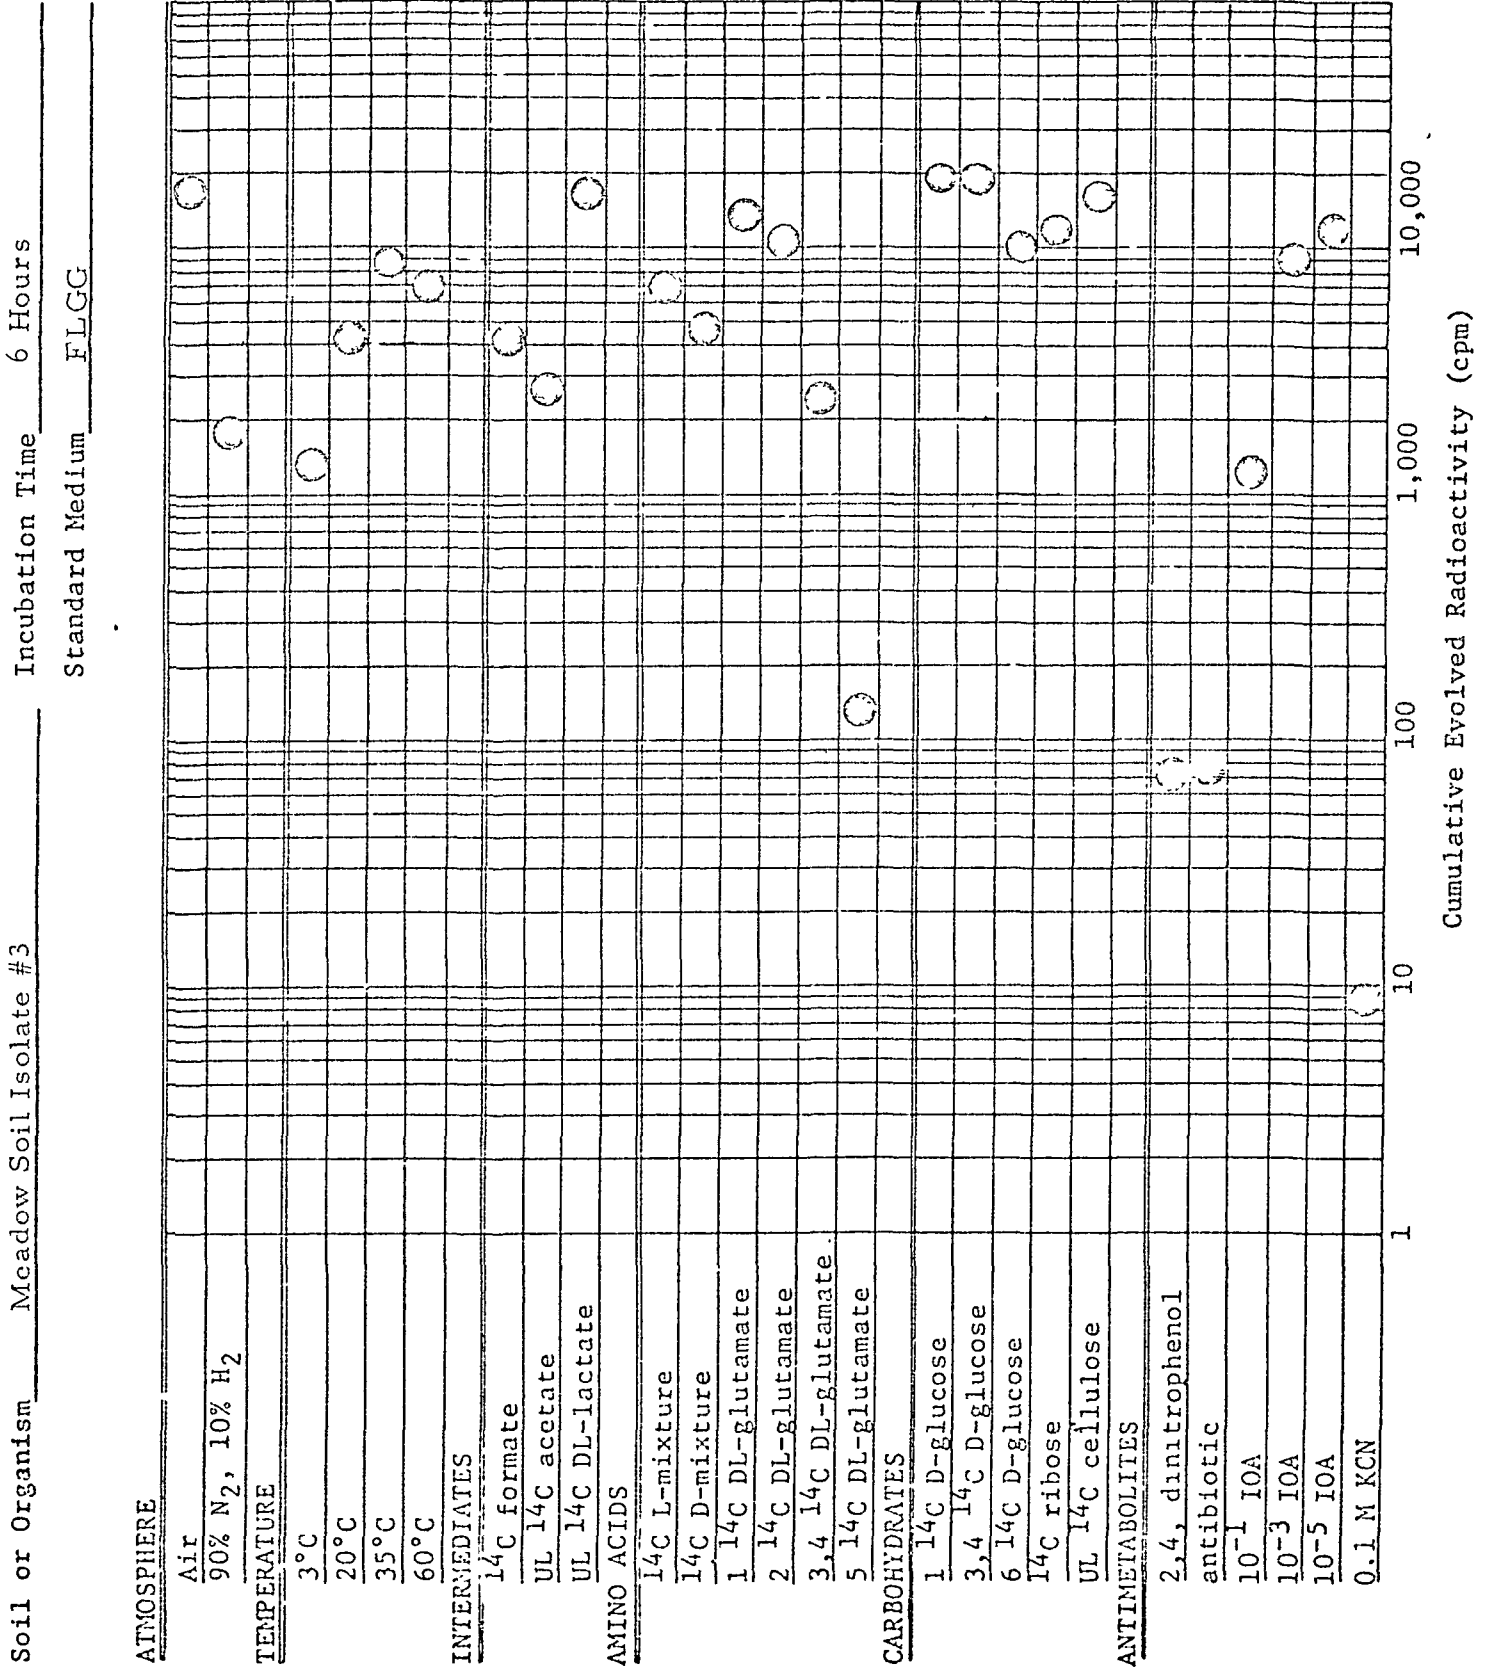 Soil or Organism Meadow Soil Isolate #3 Incubation Time 6 Hours
Standard Medium FLGG
ATMOSPHERE
Air
90% N2, 10% H2
TEMPERATURE
3°C
20°C
35°C
60°C
INTERMEDIATES
14C formate
UL 14C acetate
UL 14C DL-lactate
AMINO ACIDS
14C L-mixture
14C D-mixture
1 14C DL-glutamate
2 14C DL-glutamate
3,4 14C DL-glutamate
5 14C DL-glutamate
CARBOHYDRATES
1 14C D-glucose
3,4 14C D-glucose
6 14C D-glucose
14C ribose
UL 14C cellulose
ANTIMETABOLITES
2,4, dinitrophenol
antibiotic
10-1 IOA
10-3 IOA
10-5 IOA
0.1 M KCN
1 10 100 1,000 10,000
Cumulative Evolved Radioactivity (cpm)